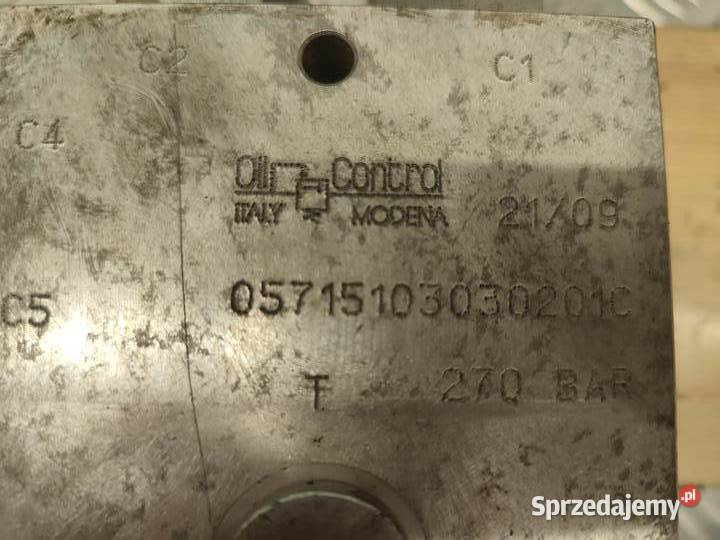 C2 C1
C4
Oil Control
ITALY MODENA 21/09
C5 05715103030201C
T 270 BAR
Sprzedajemy.pl